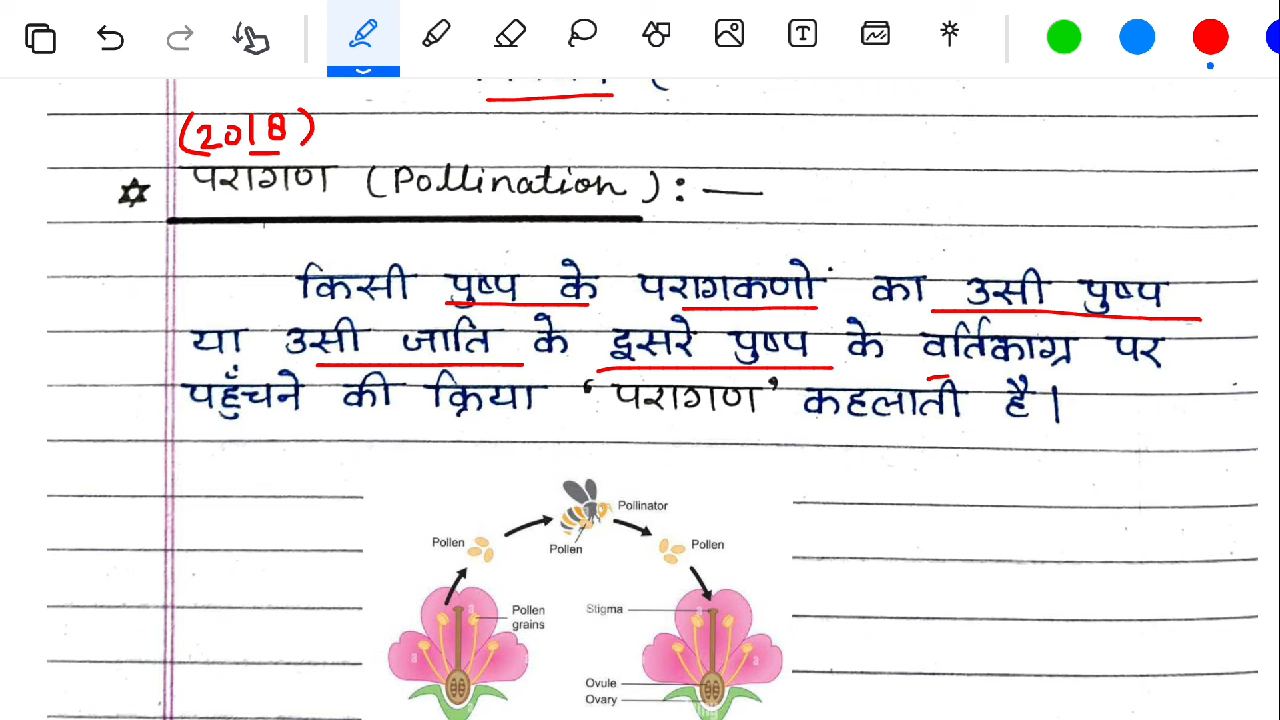 (2018)
परागण (Pollination) : —
किसी पुष्प के परागकणों का उसी पुष्प
या उसी जाति के दूसरे पुष्प के वर्तिकाग्र पर
पहुँचने की क्रिया ‘परागण’ कहलाती है।
Pollinator
Pollen
Pollen
Pollen
Pollen
grains
Stigma
Ovule
Ovary